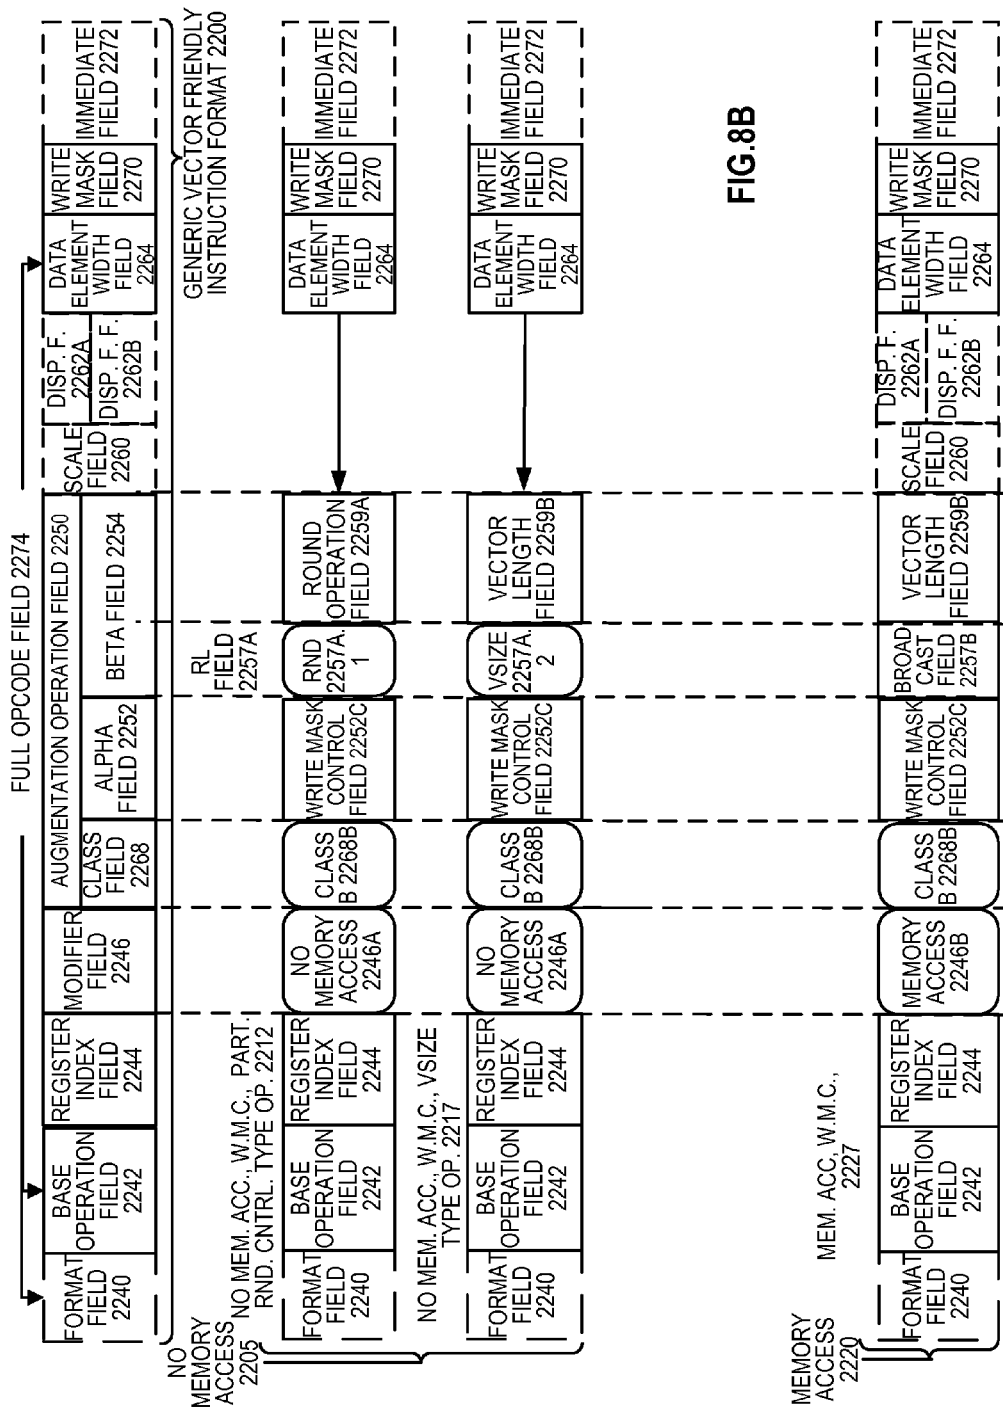 FULL OPCODE FIELD 2274
FORMAT
FIELD
2240
BASE
OPERATION
FIELD
2242
REGISTER
INDEX
FIELD
2244
MODIFIER
FIELD
2246
AUGMENTATION OPERATION FIELD 2250
CLASS
FIELD
2268
ALPHA
FIELD 2252
BETA FIELD 2254
SCALE
FIELD
2260
DISP. F.
2262A
DISP. F. F.
2262B
DATA
ELEMENT
WIDTH
FIELD
2264
WRITE
MASK
FIELD
2270
IMMEDIATE
FIELD 2272
GENERIC VECTOR FRIENDLY
INSTRUCTION FORMAT 2200
NO
MEMORY
ACCESS
2205
NO MEM. ACC., W.M.C., PART.
RND. CNTRL. TYPE OP. 2212
RL
FIELD
2257A
FORMAT
FIELD
2240
BASE
OPERATION
FIELD
2242
REGISTER
INDEX
FIELD
2244
NO
MEMORY
ACCESS
2246A
CLASS
B 2268B
WRITE MASK
CONTROL
FIELD 2252C
RND
2257A.
1
ROUND
OPERATION
FIELD 2259A
DATA
ELEMENT
WIDTH
FIELD
2264
WRITE
MASK
FIELD
2270
IMMEDIATE
FIELD 2272
NO MEM. ACC., W.M.C., VSIZE
TYPE OP. 2217
FORMAT
FIELD
2240
BASE
OPERATION
FIELD
2242
REGISTER
INDEX
FIELD
2244
NO
MEMORY
ACCESS
2246A
CLASS
B 2268B
WRITE MASK
CONTROL
FIELD 2252C
VSIZE
2257A.
2
VECTOR
LENGTH
FIELD 2259B
DATA
ELEMENT
WIDTH
FIELD
2264
WRITE
MASK
FIELD
2270
IMMEDIATE
FIELD 2272
FIG.8B
MEMORY
ACCESS
2220
MEM. ACC, W.M.C.,
2227
FORMAT
FIELD
2240
BASE
OPERATION
FIELD
2242
REGISTER
INDEX
FIELD
2244
MEMORY
ACCESS
2246B
CLASS
B 2268B
WRITE MASK
CONTROL
FIELD 2252C
BROAD
CAST
FIELD
2257B
VECTOR
LENGTH
FIELD 2259B
SCALE
FIELD
2260
DISP. F.
2262A
DISP. F. F.
2262B
DATA
ELEMENT
WIDTH
FIELD
2264
WRITE
MASK
FIELD
2270
IMMEDIATE
FIELD 2272